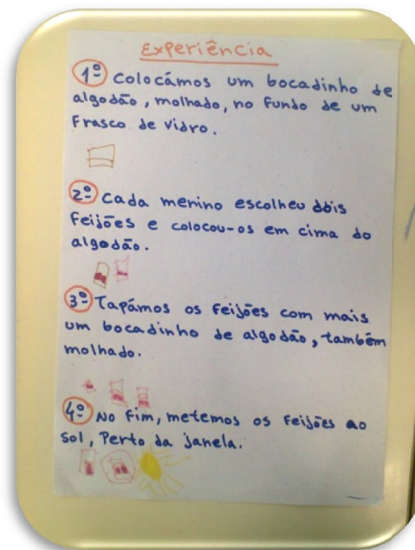 Experiência
1º Colocámos um bocadinho de
algodão, molhado, no fundo de um
frasco de vidro.
2º Cada menino escolheu dois
feijões e colocou-os em cima do
algodão.
3º Tapámos os feijões com mais
um bocadinho de algodão, também
molhado.
4º No fim, metemos os feijões ao
sol, perto da janela.